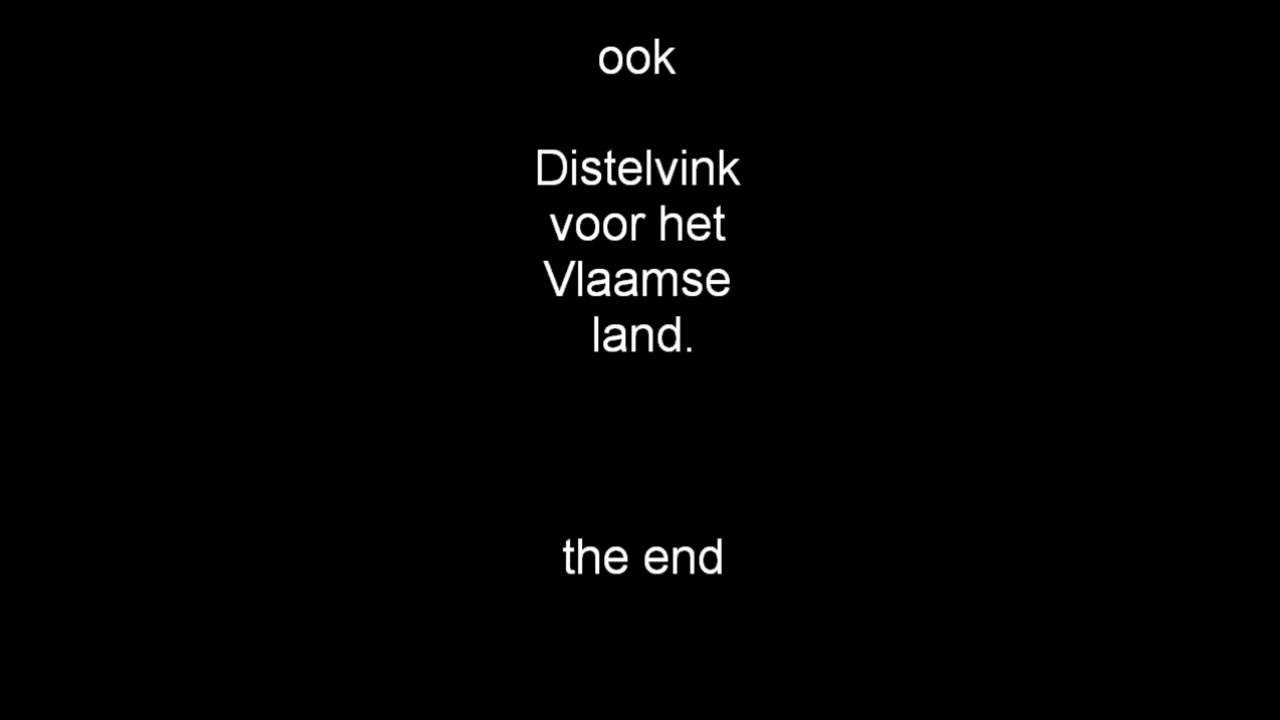 ook
Distelvink
voor het
Vlaamse
land.
the end